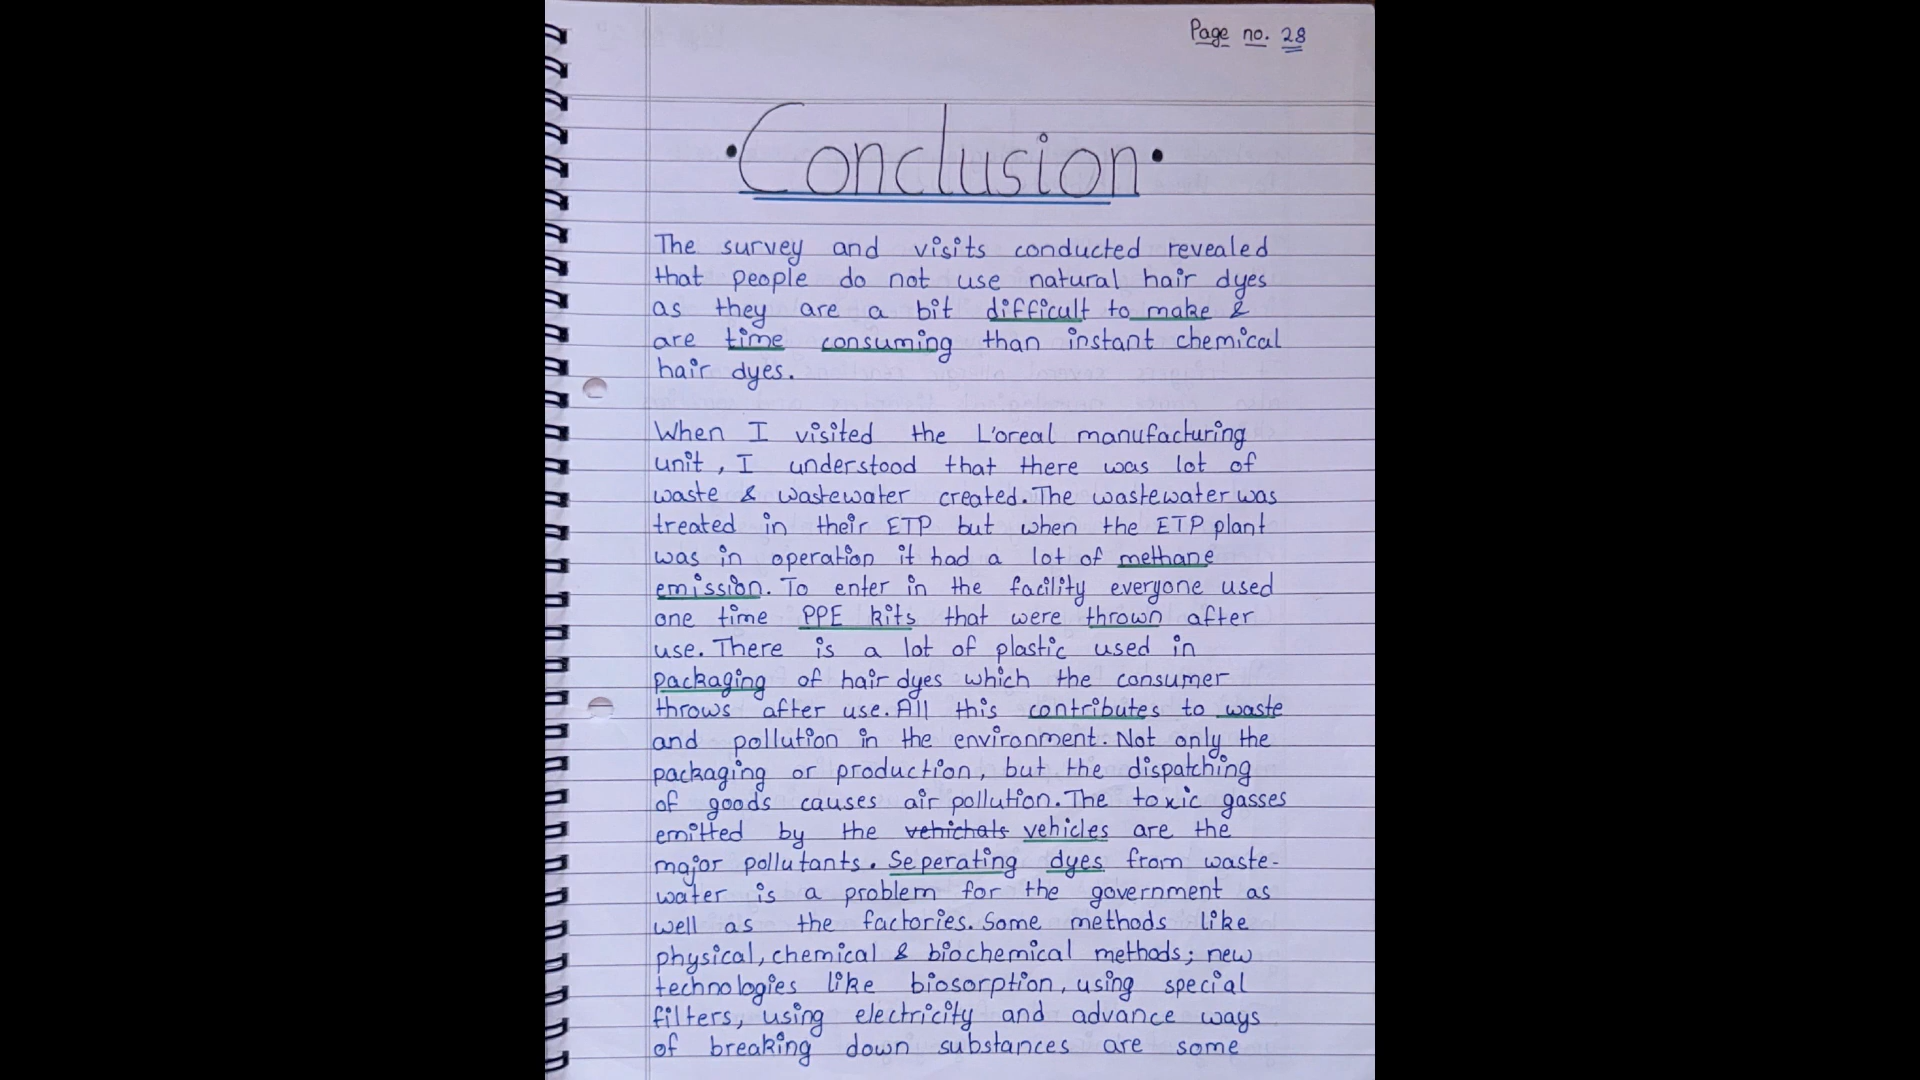 Page no. 28
•Conclusion•
The survey and visits conducted revealed
that people do not use natural hair dyes
as they are a bit difficult to make &
are time consuming than instant chemical
hair dyes.
When I visited the L'oreal manufacturing
unit, I understood that there was lot of
waste & wastewater created. The wastewater was
treated in their ETP but when the ETP plant
was in operation it had a lot of methane
emission. To enter in the facility everyone used
one time PPE kits that were thrown after
use. There is a lot of plastic used in
packaging of hair dyes which the consumer
throws after use. All this contributes to waste
and pollution in the environment. Not only the
packaging or production, but the dispatching
of goods causes air pollution. The toxic gasses
emitted by the vehichals vehicles are the
major pollutants. Seperating dyes from waste-
water is a problem for the government as
well as the factories. Some methods like
physical, chemical & biochemical methods; new
technologies like biosorption, using special
filters, using electricity and advance ways
of breaking down substances are some